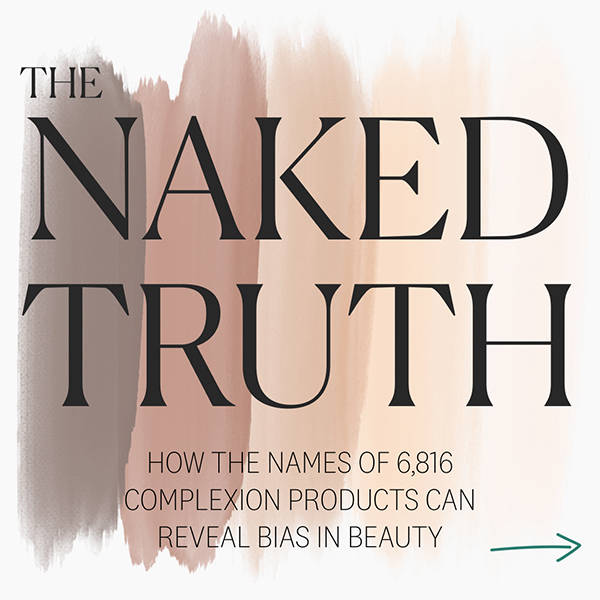 THE
NAKED
TRUTH
HOW THE NAMES OF 6,816
COMPLEXION PRODUCTS CAN
REVEAL BIAS IN BEAUTY